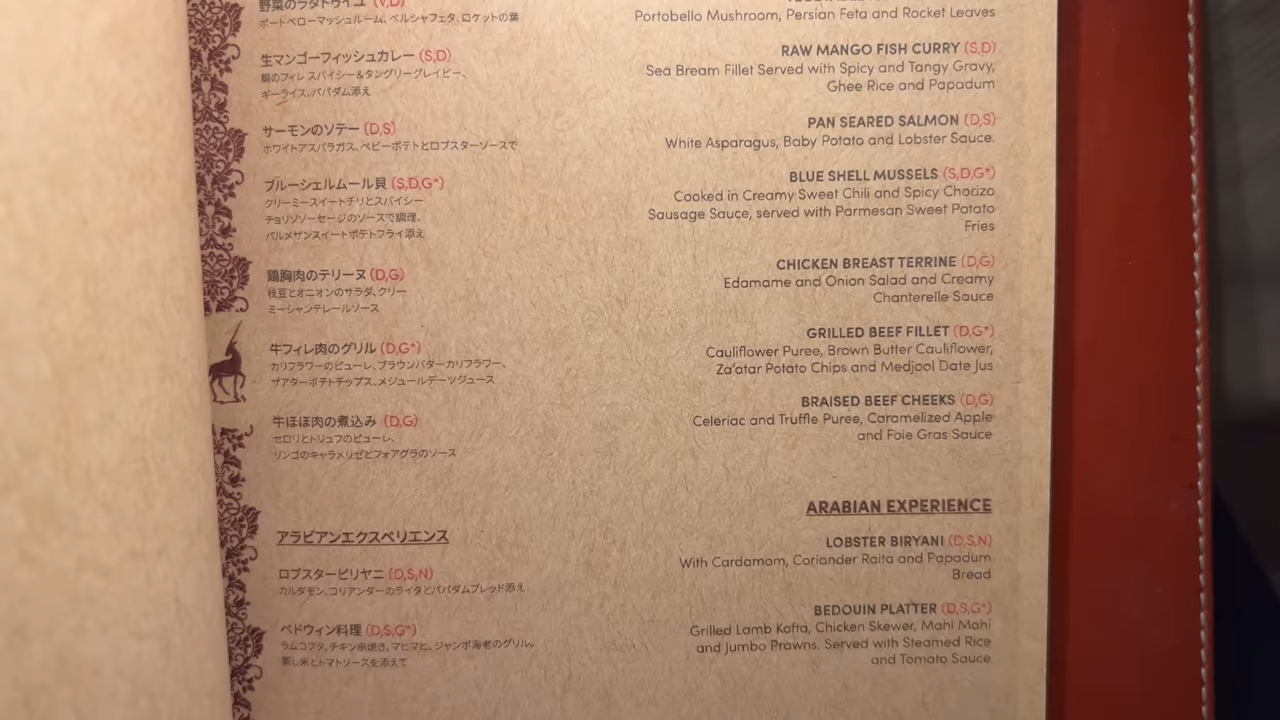 野菜のラタトゥイユ (V,D)
ポートベローマッシュルーム、ペルシャフェタ、ロケットの葉
生マンゴーフィッシュカレー (S,D)
鯛のフィレ スパイシー&タングリーグレイビー、
ギーライス、パパダム添え
サーモンのソテー (D,S)
ホワイトアスパラガス、ベビーポテトとロブスターソースで
ブルーシェルムール貝 (S,D,G*)
クリーミースイートチリとスパイシー
チョリソソーセージのソースで調理、
パルメザンスイートポテトフライ添え
鶏胸肉のテリーヌ (D,G)
枝豆とオニオンのサラダ、クリー
ミーシャンテレールソース
牛フィレ肉のグリル (D,G*)
カリフラワーのピューレ、ブラウンバターカリフラワー、
ザアターポテトチップス、メジュールデーツジュース
牛ほほ肉の煮込み (D,G)
セロリとトリュフのピューレ、
リンゴのキャラメリゼとフォアグラのソース
アラビアンエクスペリエンス
ロブスタービリヤニ (D,S,N)
カルダモン、コリアンダーのライタとパパダムブレッド添え
ベドウィン料理 (D,S,G*)
ラムコフタ、チキン串焼き、マヒマヒ、ジャンボ海老のグリル。
蒸し米とトマトソースを添えて
Portobello Mushroom, Persian Feta and Rocket Leaves
RAW MANGO FISH CURRY (S,D)
Sea Bream Fillet Served with Spicy and Tangy Gravy,
Ghee Rice and Papadum
PAN SEARED SALMON (D,S)
White Asparagus, Baby Potato and Lobster Sauce.
BLUE SHELL MUSSELS (S,D,G*)
Cooked in Creamy Sweet Chili and Spicy Chorizo
Sausage Sauce, served with Parmesan Sweet Potato
Fries
CHICKEN BREAST TERRINE (D,G)
Edamame and Onion Salad and Creamy
Chanterelle Sauce
GRILLED BEEF FILLET (D,G*)
Cauliflower Puree, Brown Butter Cauliflower,
Za'atar Potato Chips and Medjool Date Jus
BRAISED BEEF CHEEKS (D,G)
Celeriac and Truffle Puree, Caramelized Apple
and Foie Gras Sauce
ARABIAN EXPERIENCE
LOBSTER BIRYANI (D,S,N)
With Cardamom, Coriander Raita and Papadum
Bread
BEDOUIN PLATTER (D,S,G*)
Grilled Lamb Kofta, Chicken Skewer, Mahi Mahi
and Jumbo Prawns. Served with Steamed Rice
and Tomato Sauce